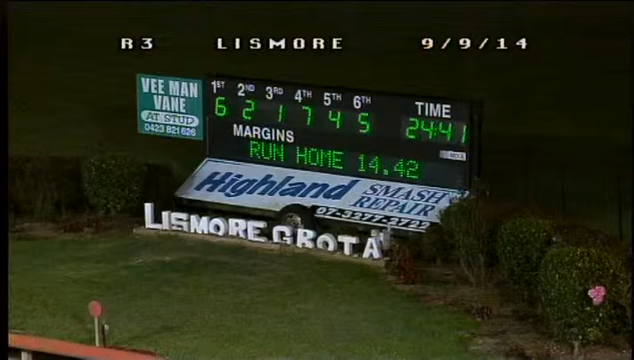 R3 LISMORE 9/9/14
VEE MAN
VANE
AT STUD
0423 821 626
1ST 2ND 3RD 4TH 5TH 6TH TIME
6 2 1 7 4 5 24:41
MARGINS
RUN HOME 14.42
Highland SMASH
REPAIR
07-3277-2722
LISMORE GROTA